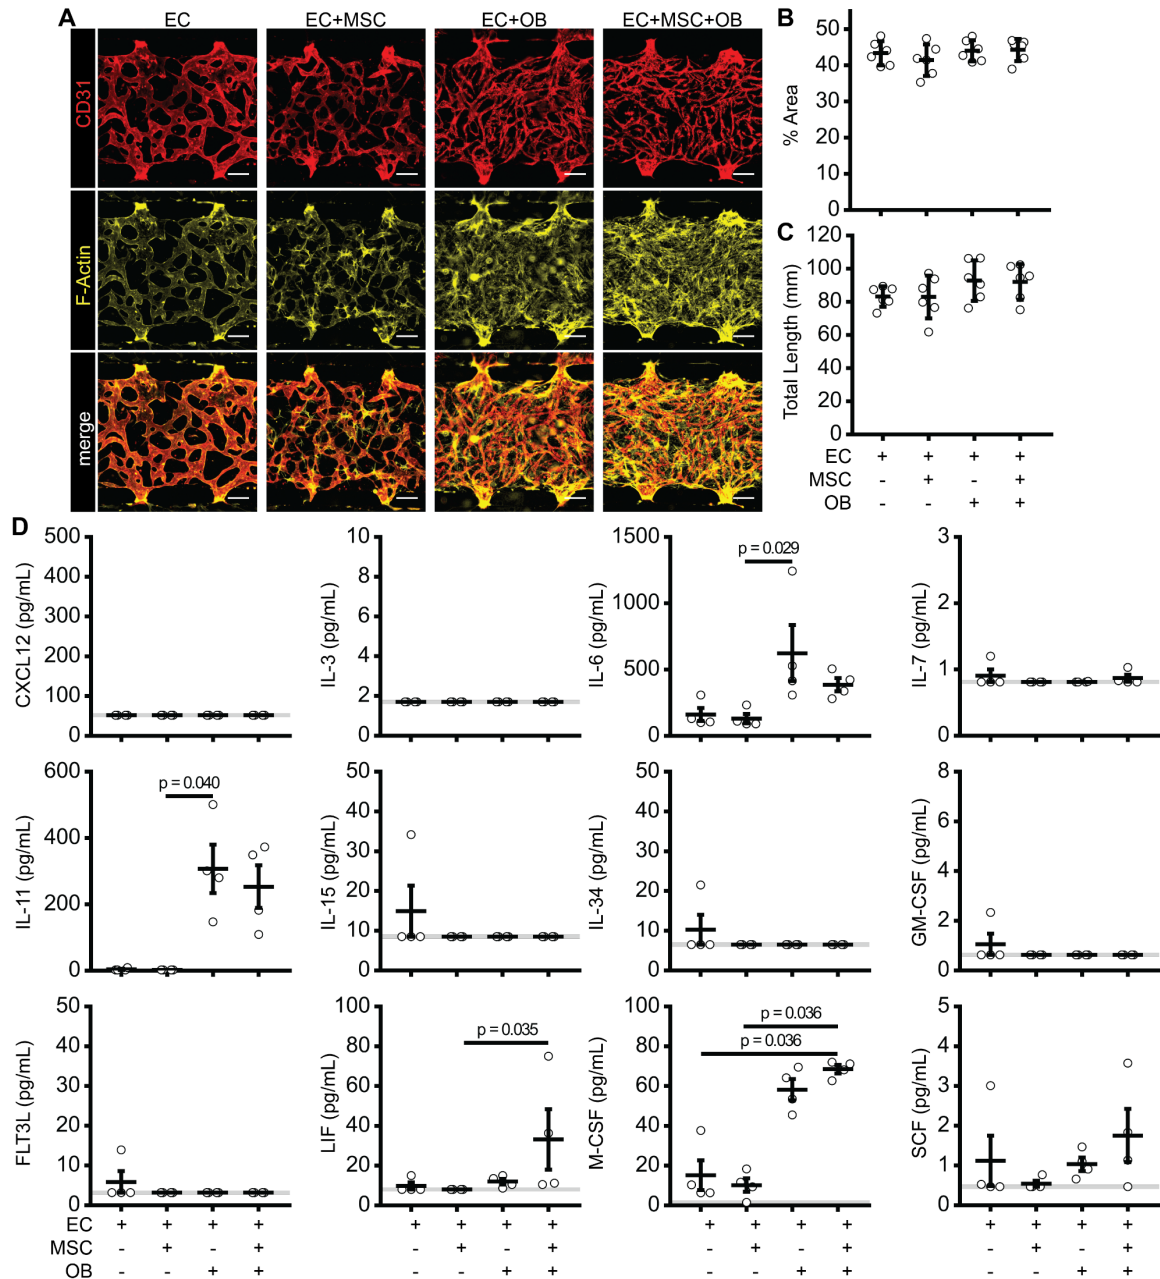 A
EC
EC+MSC
EC+OB
EC+MSC+OB
CD31
F-Actin
merge
B
% Area
50
40
30
20
10
0
C
Total Length (mm)
120
100
80
60
40
20
0
EC + + + +
MSC - + - +
OB - - + +
D
CXCL12 (pg/mL)
500
400
300
200
100
0
IL-3 (pg/mL)
10
8
6
4
2
0
IL-6 (pg/mL)
1500
1000
500
0
p = 0.029
IL-7 (pg/mL)
3
2
1
0
IL-11 (pg/mL)
600
400
200
0
p = 0.040
IL-15 (pg/mL)
50
40
30
20
10
0
IL-34 (pg/mL)
50
40
30
20
10
0
GM-CSF (pg/mL)
8
6
4
2
0
FLT3L (pg/mL)
50
40
30
20
10
0
LIF (pg/mL)
100
80
60
40
20
0
p = 0.035
M-CSF (pg/mL)
100
80
60
40
20
0
p = 0.036
p = 0.036
SCF (pg/mL)
5
4
3
2
1
0
EC + + + + + + + + + + + + + + + +
MSC - + - + - + - + - + - + - + - +
OB - - + + - - + + - - + + - - + +